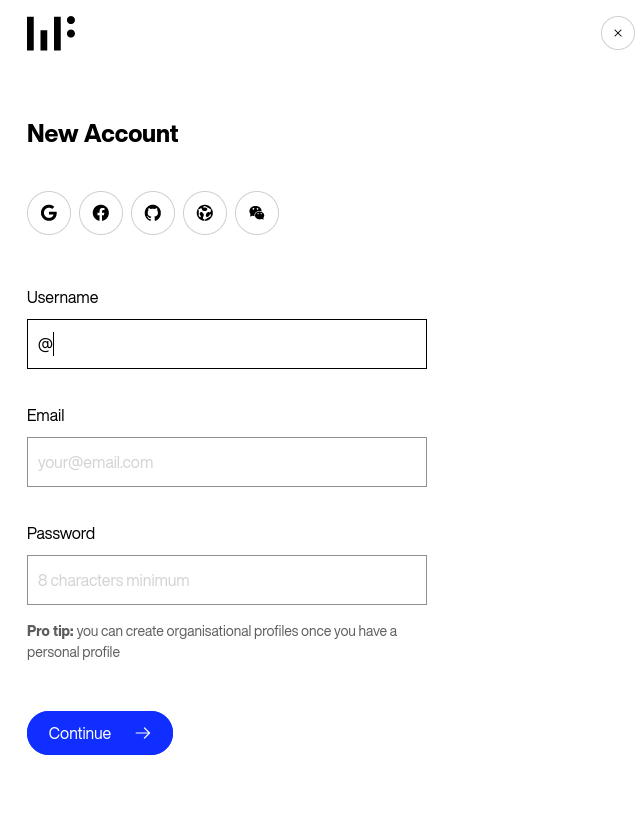 New Account
Username
@
Email
your@email.com
Password
8 characters minimum
Pro tip: you can create organisational profiles once you have a
personal profile
Continue